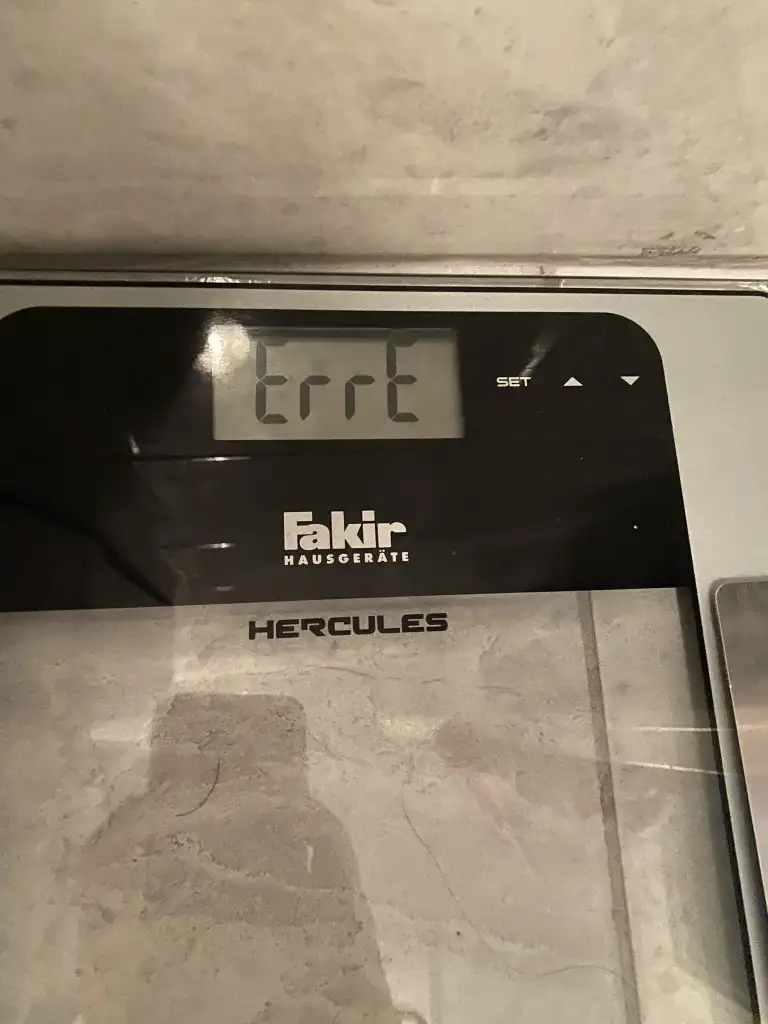 ErrE
SET ▲ ▼
Fakir
HAUSGERÄTE
HERCULES